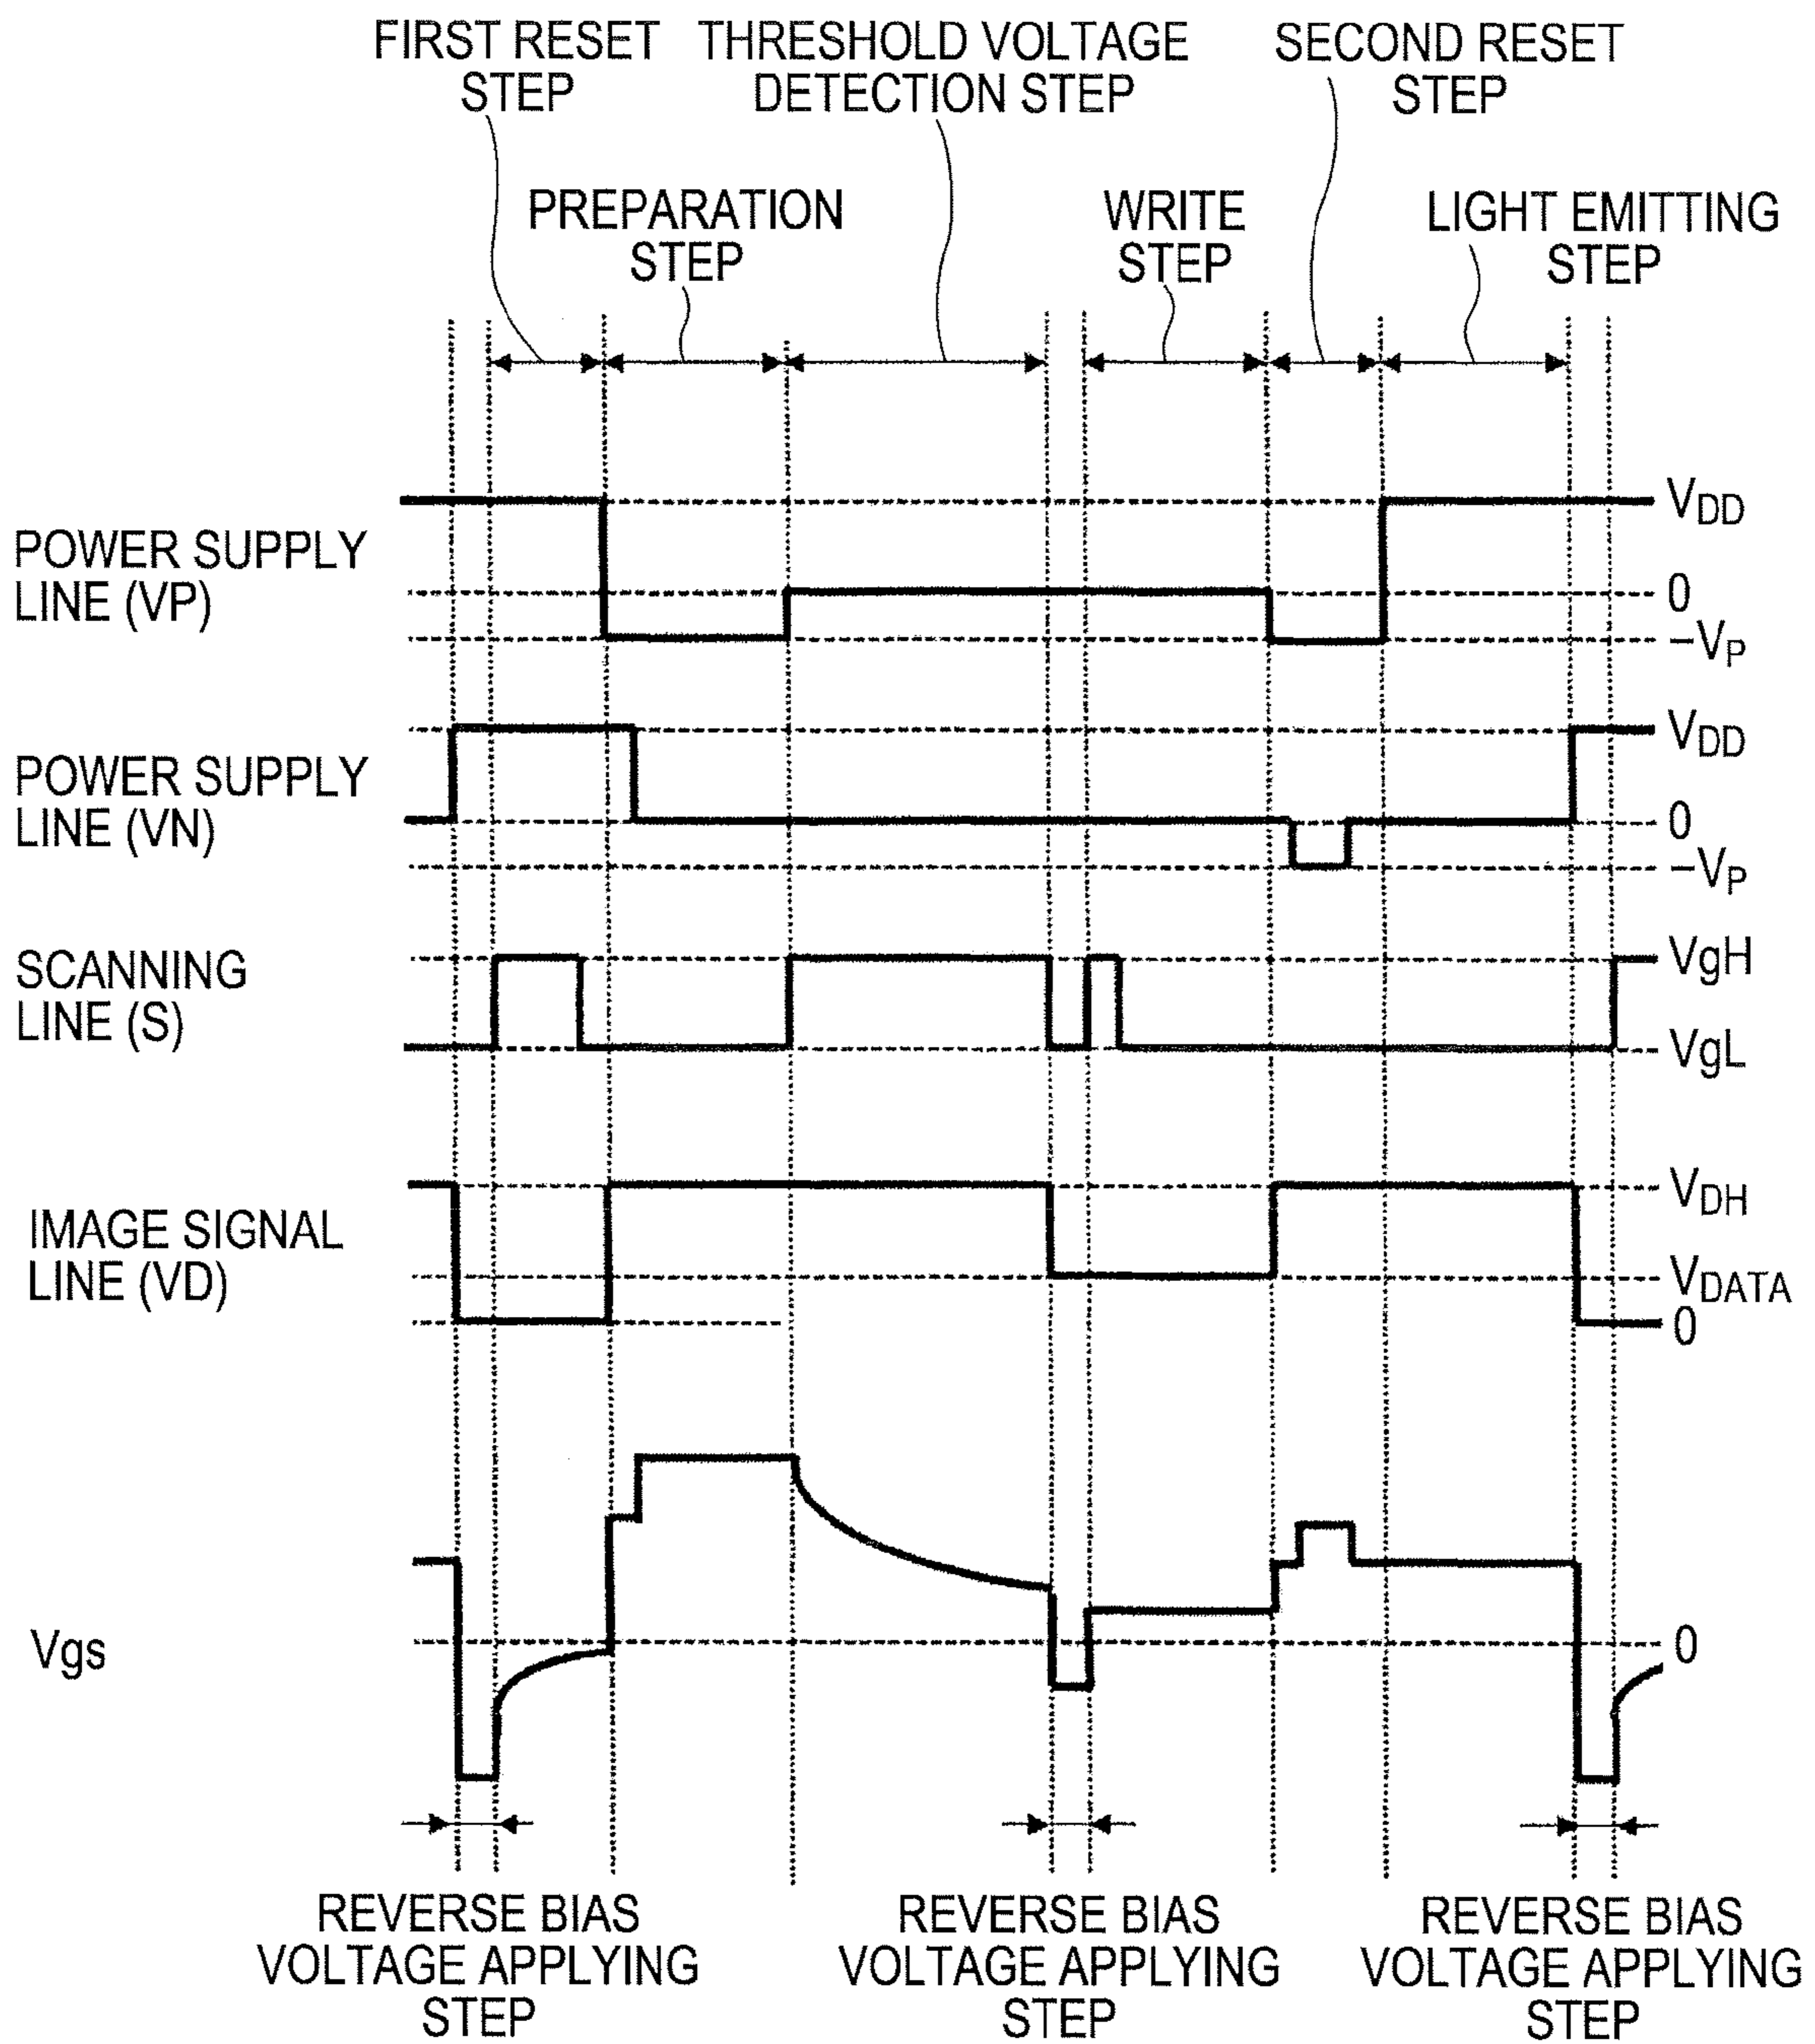 FIRST RESET
STEP
THRESHOLD VOLTAGE
DETECTION STEP
SECOND RESET
STEP
PREPARATION
STEP
WRITE
STEP
LIGHT EMITTING
STEP
POWER SUPPLY
LINE (VP)
VDD
0
−VP
POWER SUPPLY
LINE (VN)
VDD
0
−VP
SCANNING
LINE (S)
VgH
VgL
IMAGE SIGNAL
LINE (VD)
VDH
VDATA
0
Vgs
0
REVERSE BIAS
VOLTAGE APPLYING
STEP
REVERSE BIAS
VOLTAGE APPLYING
STEP
REVERSE BIAS
VOLTAGE APPLYING
STEP